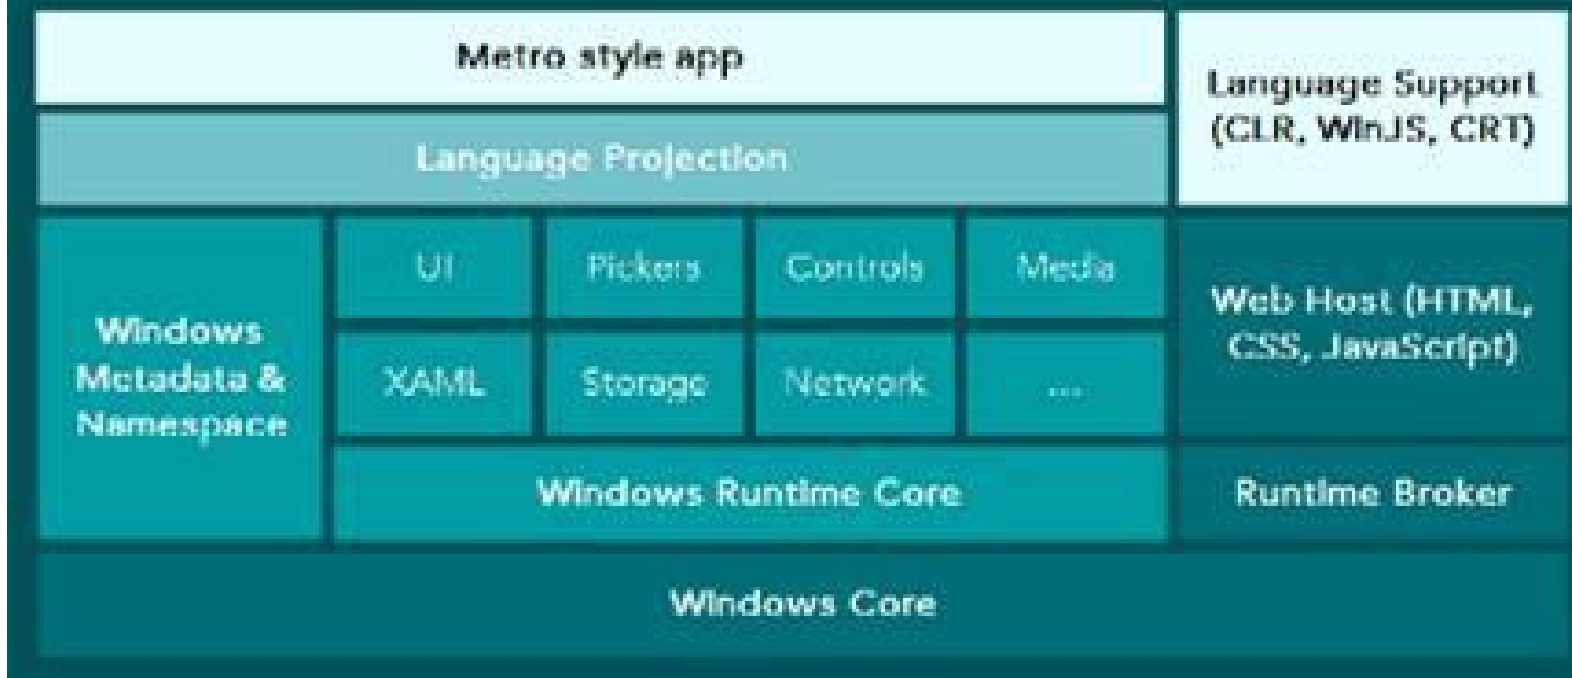 Metro style app
Language Support
(CLR, WinJS, CRT)
Language Projection
Windows
Metadata &
Namespace
UI
Pickers
Controls
Media
XAML
Storage
Network
...
Web Host (HTML,
CSS, JavaScript)
Windows Runtime Core
Runtime Broker
Windows Core